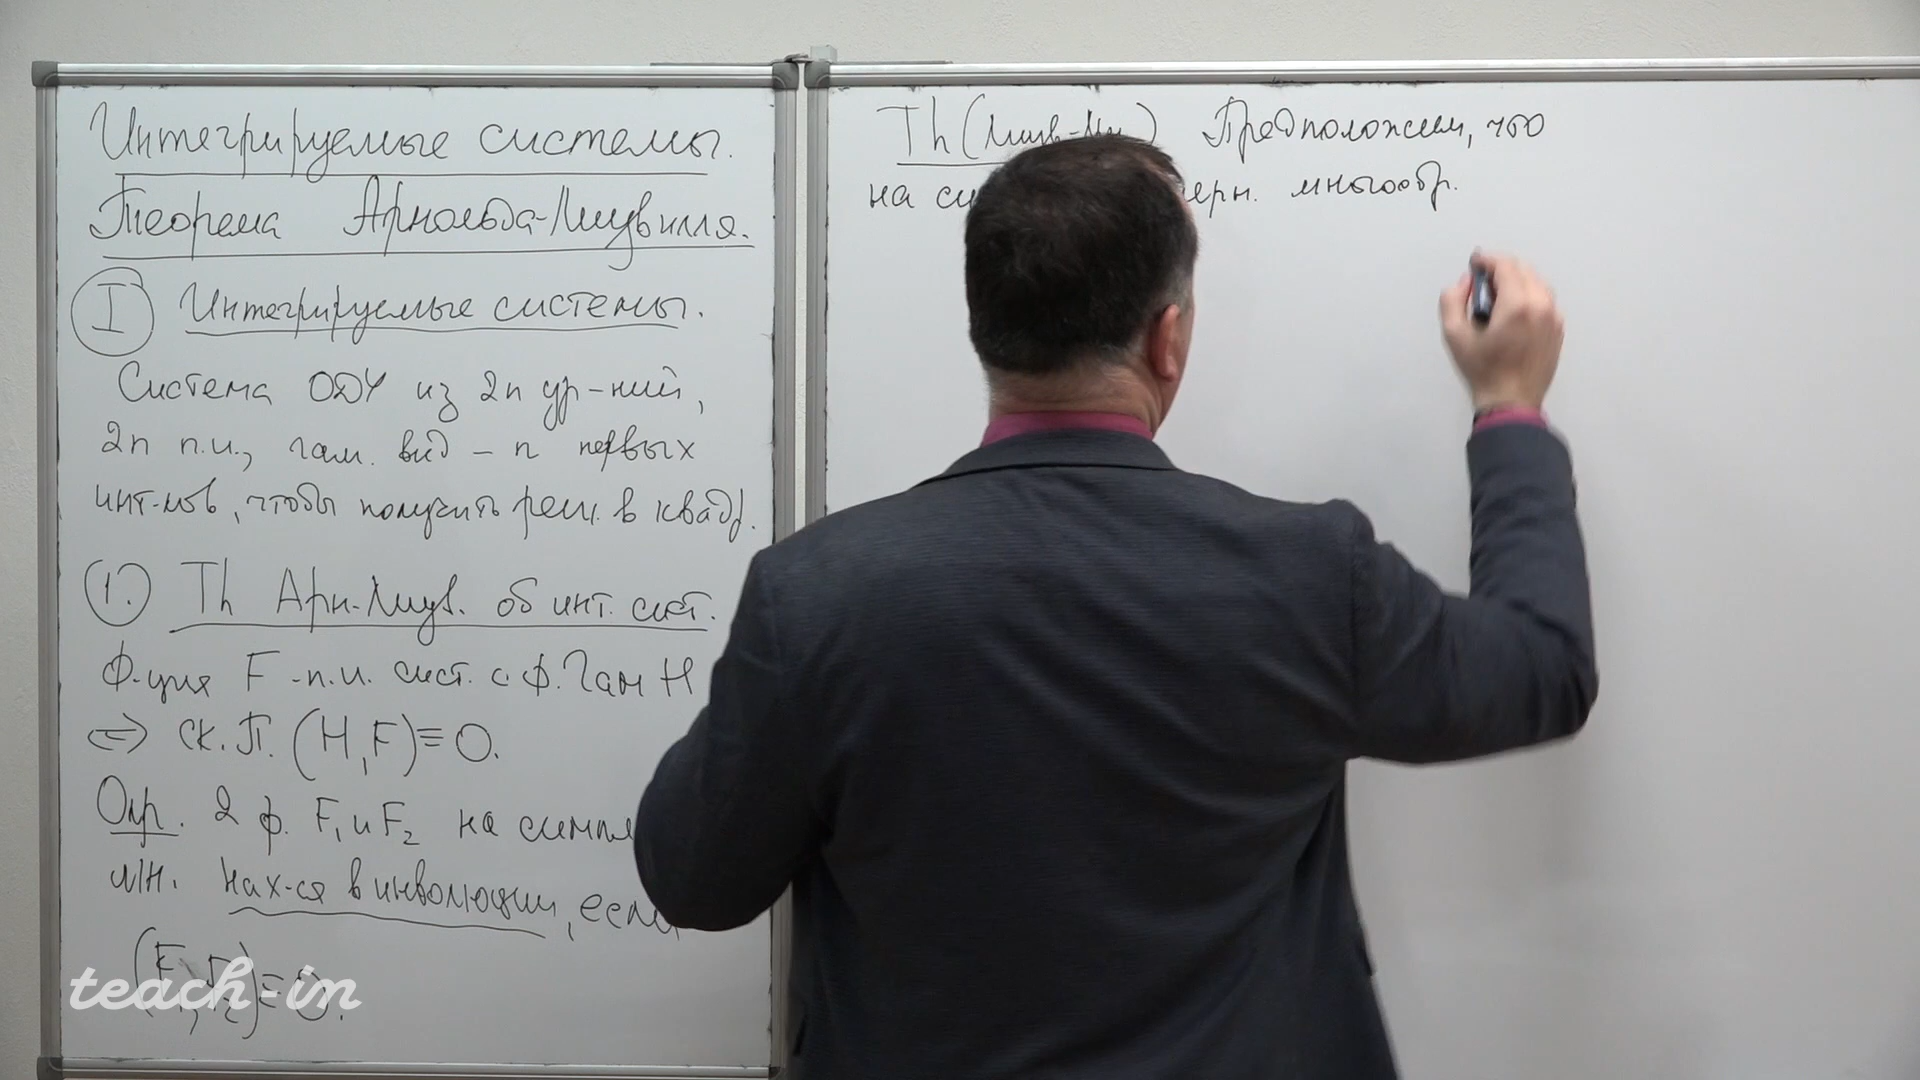 Интегрируемые системы.
Теорема Арнольда-Лиувилля.
I Интегрируемые системы.
Система ОДУ из 2n ур-ний,
2n п.и., гам. вид - n первых
инт-лов, чтобы получить реш. в квадр.
1. Th Арн-Лиув. об инт. сист.
Ф-ция F - п.и. сист. с ф. Гам H
⇔ ск. П. (H, F) ≡ 0.
Опр. 2 ф. F₁ и F₂ на симпл
мн. нах-ся в инволюции, если
(F₁, F₂) ≡ 0.
teach-in
Th (Лиув- ) Предположим, что
на си ерн. многообр.